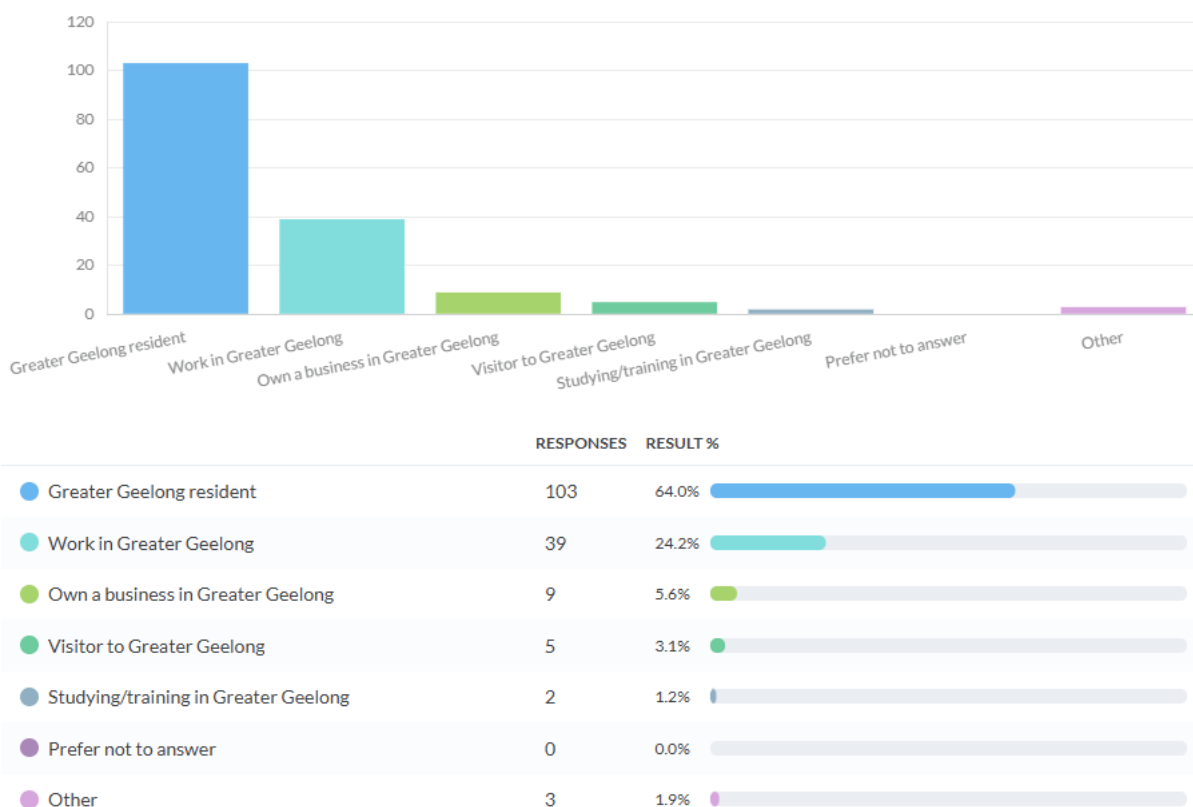 120
100
80
60
40
20
0
Greater Geelong resident
Work in Greater Geelong
Own a business in Greater Geelong
Visitor to Greater Geelong
Studying/training in Greater Geelong
Prefer not to answer
Other
RESPONSES RESULT %
Greater Geelong resident 103 64.0%
Work in Greater Geelong 39 24.2%
Own a business in Greater Geelong 9 5.6%
Visitor to Greater Geelong 5 3.1%
Studying/training in Greater Geelong 2 1.2%
Prefer not to answer 0 0.0%
Other 3 1.9%